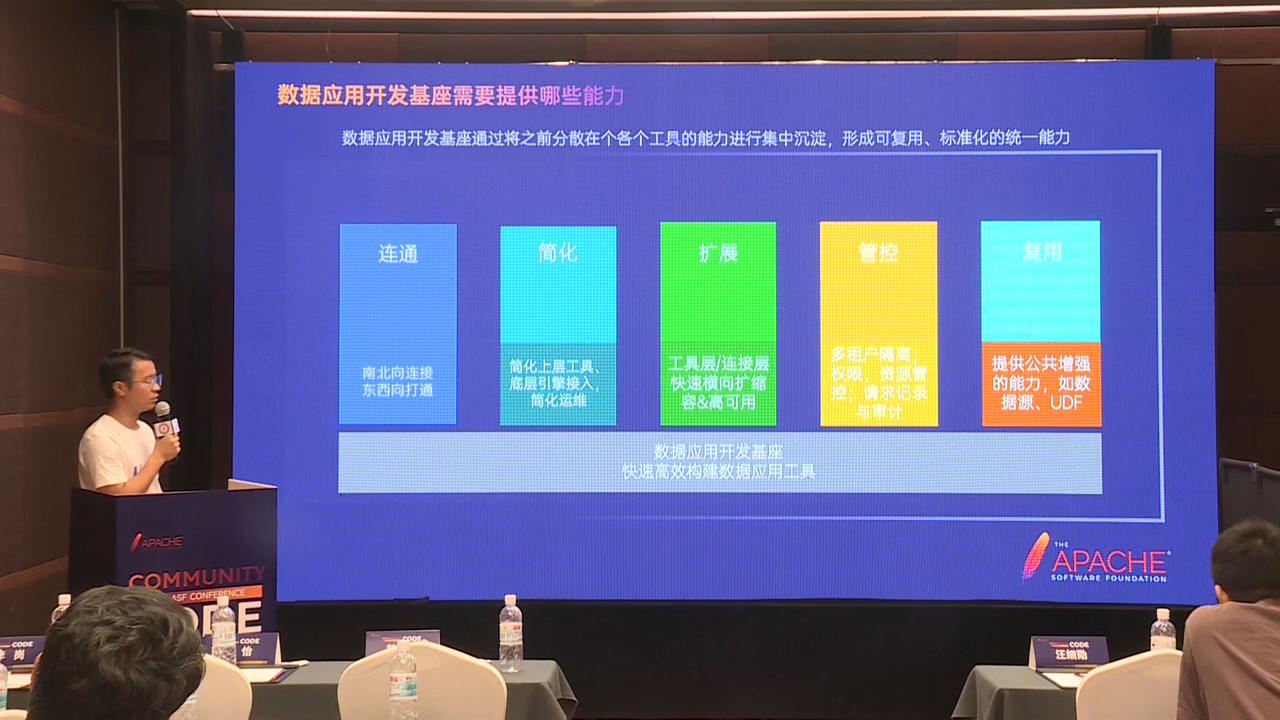 数据应用开发基座需要提供哪些能力
数据应用开发基座通过将之前分散在个各个工具的能力进行集中沉淀，形成可复用、标准化的统一能力
连通
南北向连接
东西向打通
简化
简化上层工具、
底层引擎接入，
简化运维
扩展
工具层/连接层
快速横向扩缩
容&高可用
管控
多租户隔离；
权限、资源管
控；请求记录
与审计
复用
提供公共增强
的能力，如数
据源、UDF
数据应用开发基座
快速高效构建数据应用工具
THE
APACHE
SOFTWARE FOUNDATION
APACHE
COMMUNITY
ASF CONFERENCE
CODE
岗
CODE
怡
CODE
CODE